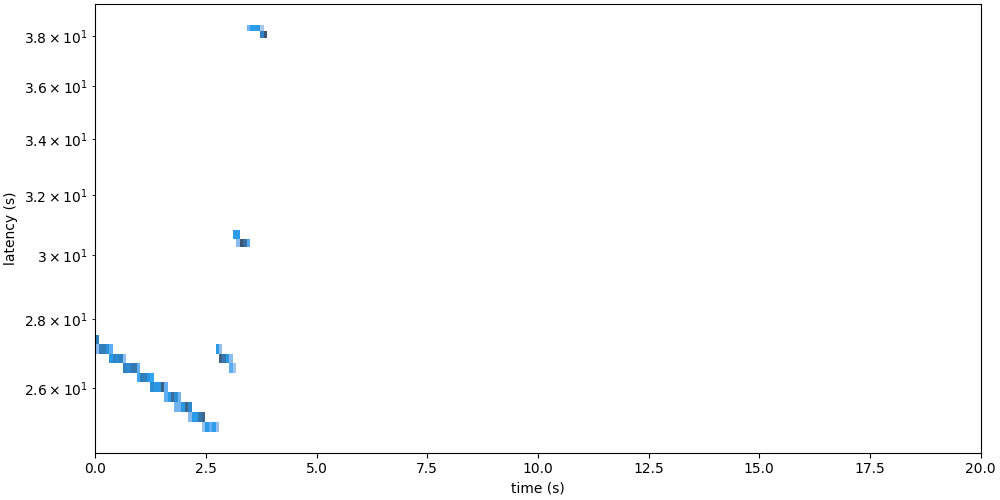 3.8 × 10¹
3.6 × 10¹
3.4 × 10¹
3.2 × 10¹
3 × 10¹
2.8 × 10¹
2.6 × 10¹
latency (s)
0.0 2.5 5.0 7.5 10.0 12.5 15.0 17.5 20.0
time (s)